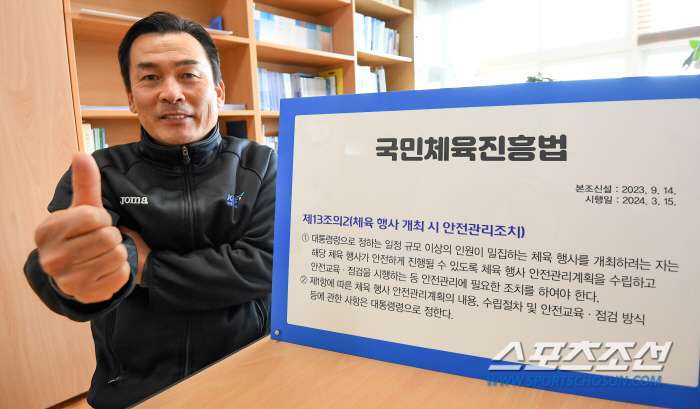 국민체육진흥법
본조신설 : 2023. 9. 14.
시행일 : 2024. 3. 15.
제13조의2(체육 행사 개최 시 안전관리조치)
① 대통령령으로 정하는 일정 규모 이상의 인원이 밀집하는 체육 행사를 개최하려는 자는
해당 체육 행사가 안전하게 진행될 수 있도록 체육 행사 안전관리계획을 수립하고
안전교육 · 점검을 시행하는 등 안전관리에 필요한 조치를 하여야 한다.
② 제1항에 따른 체육 행사 안전관리계획의 내용, 수립절차 및 안전교육 · 점검 방식
등에 관한 사항은 대통령령으로 정한다.
Joma
스포츠조선
WWW.SPORTSCHOSUN.COM